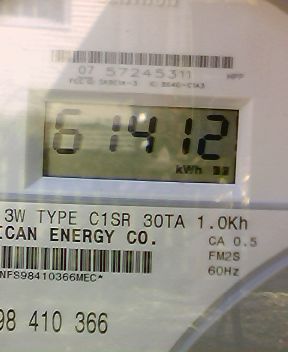 07 57245311 HPP
61412
kWh
3W TYPE C1SR 30TA 1.0Kh
ICAN ENERGY CO.
CA 0.5
FM2S
60Hz
NFS98410366MEC*
98 410 366